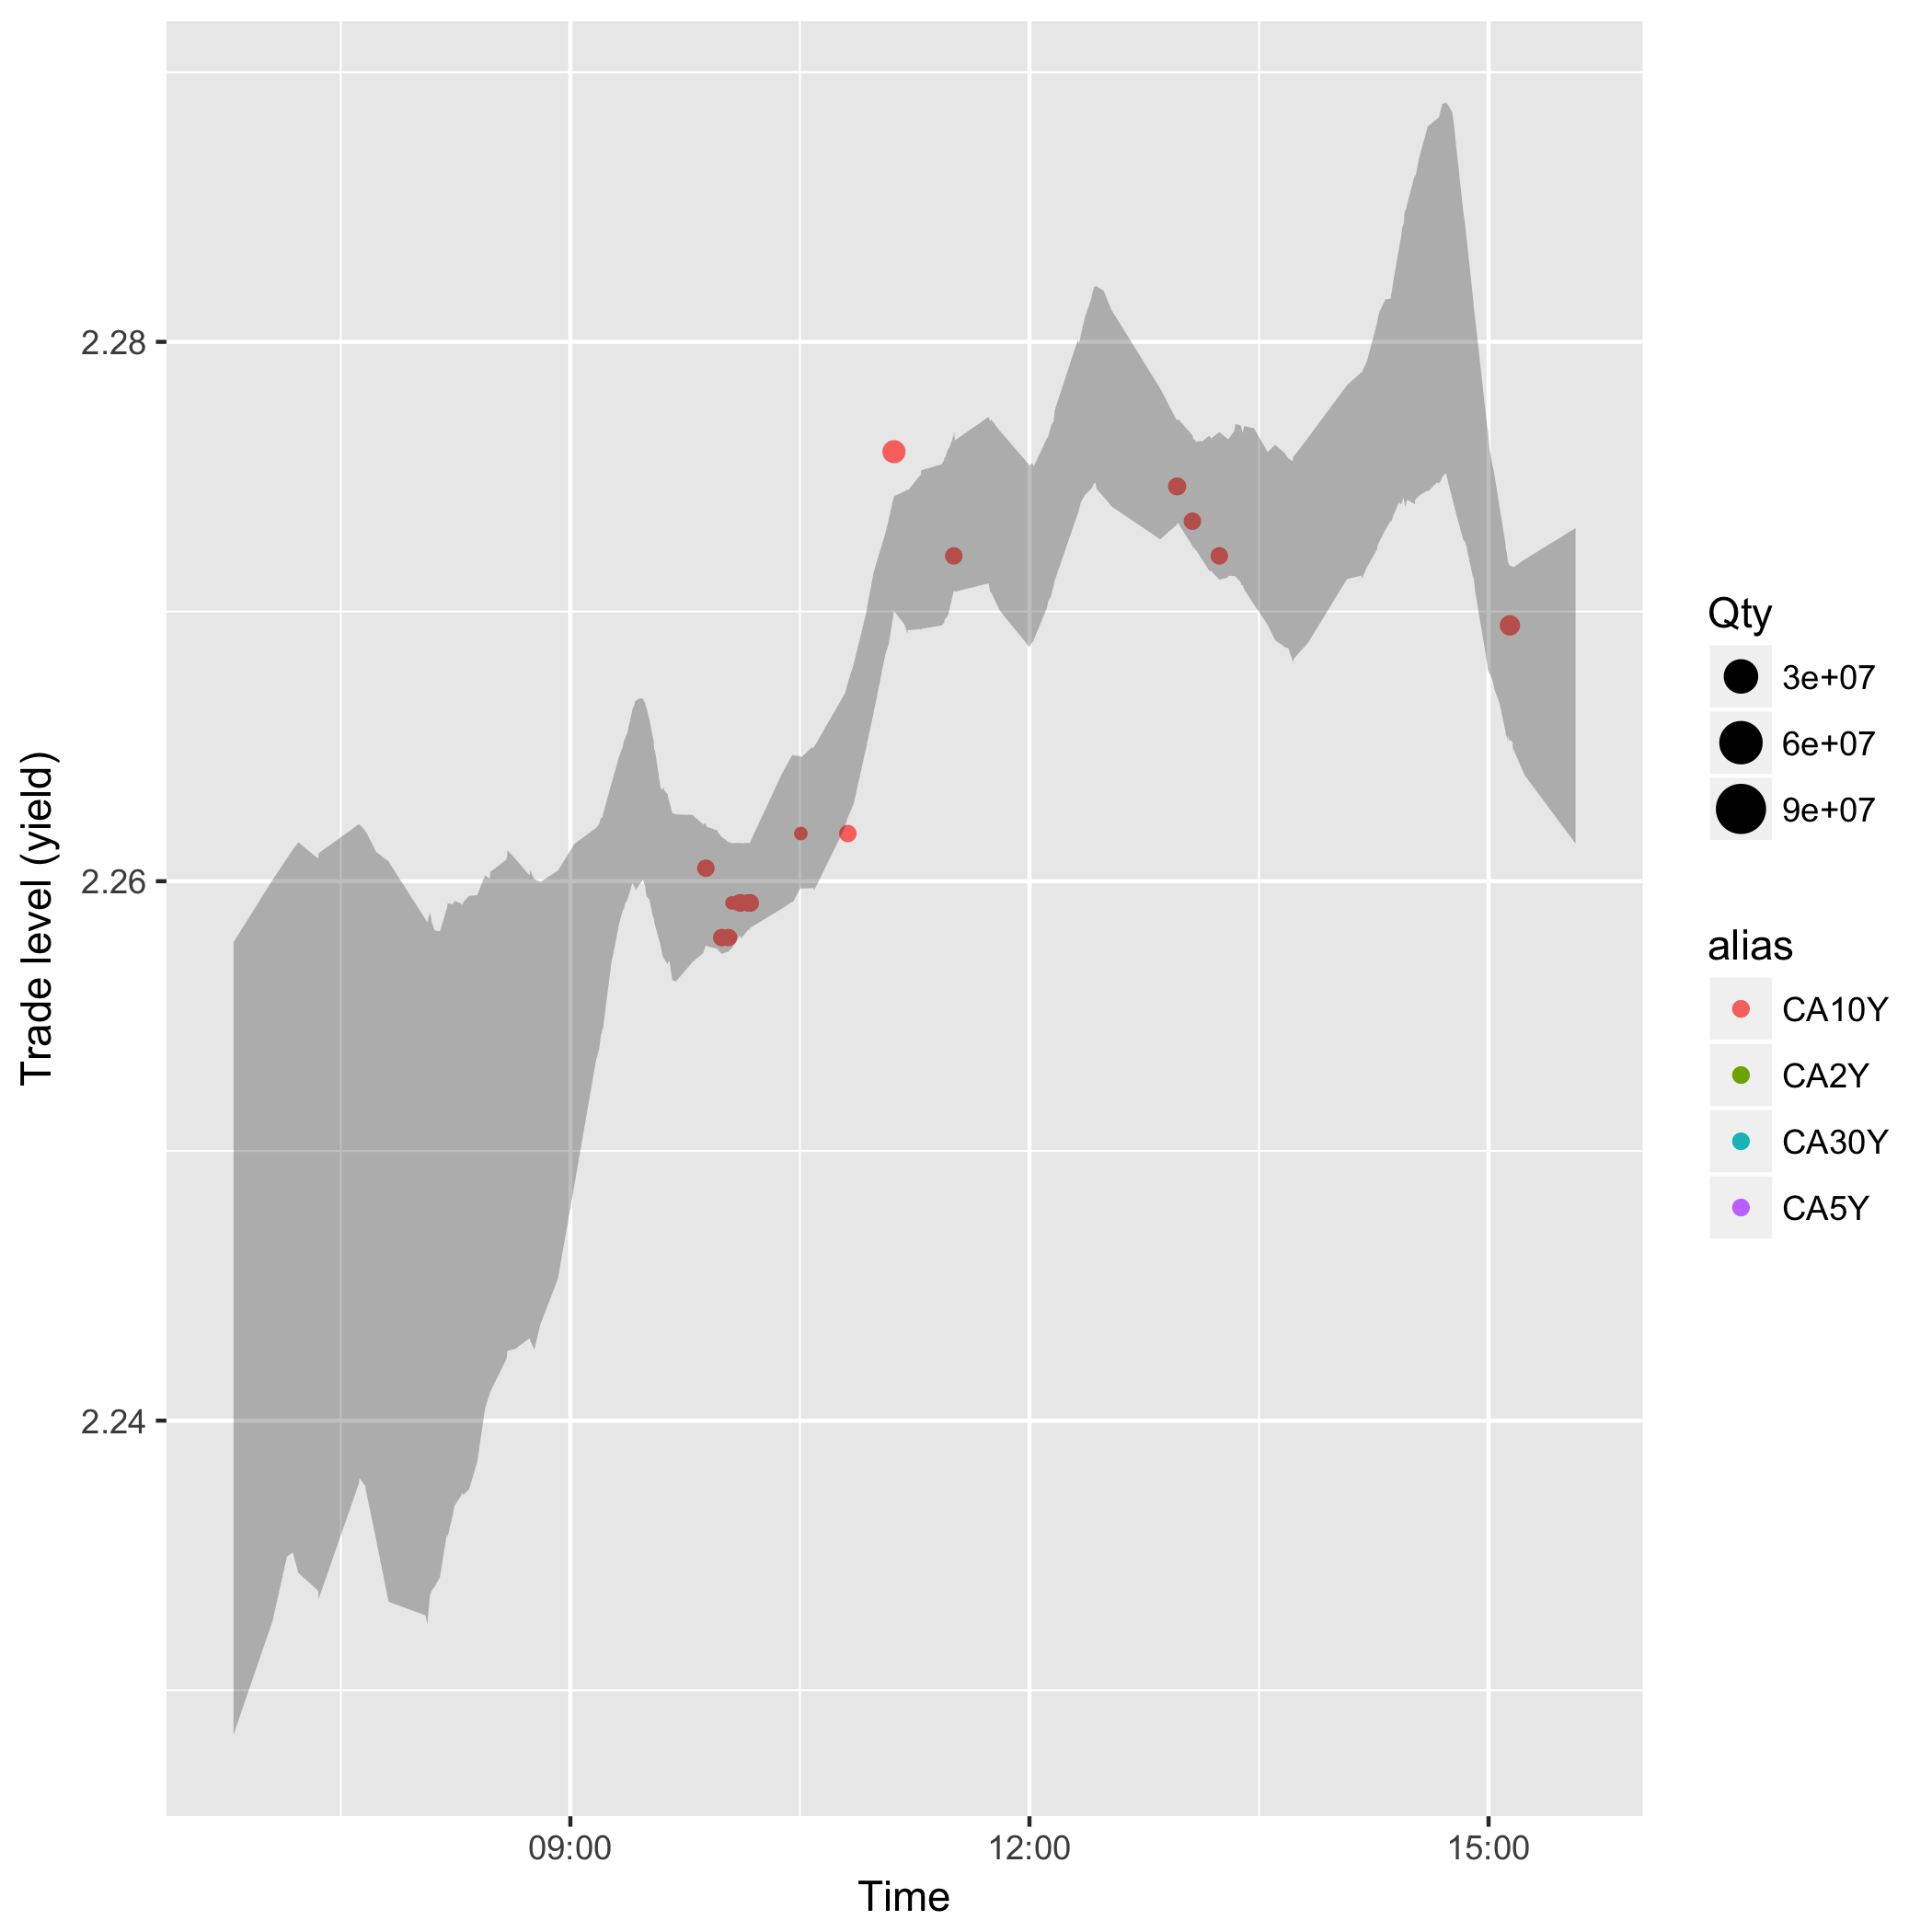 2.28
2.26
2.24
Trade level (yield)
09:00
12:00
15:00
Time
Qty
3e+07
6e+07
9e+07
alias
CA10Y
CA2Y
CA30Y
CA5Y